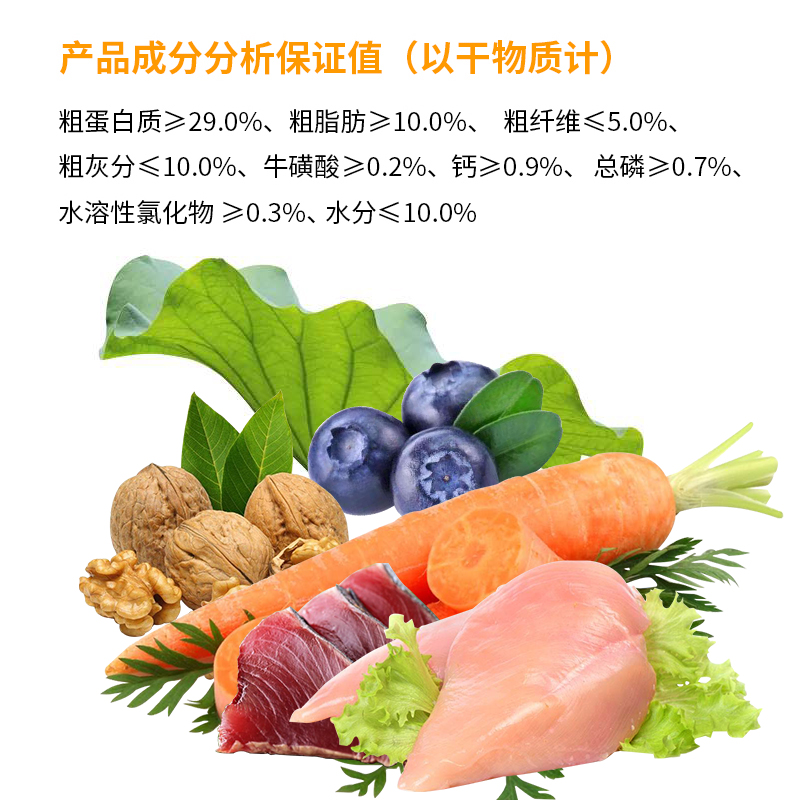 产品成分分析保证值（以干物质计）
粗蛋白质≥29.0%、粗脂肪≥10.0%、 粗纤维≤5.0%、
粗灰分≤10.0%、牛磺酸≥0.2%、钙≥0.9%、 总磷≥0.7%、
水溶性氯化物 ≥0.3%、水分≤10.0%